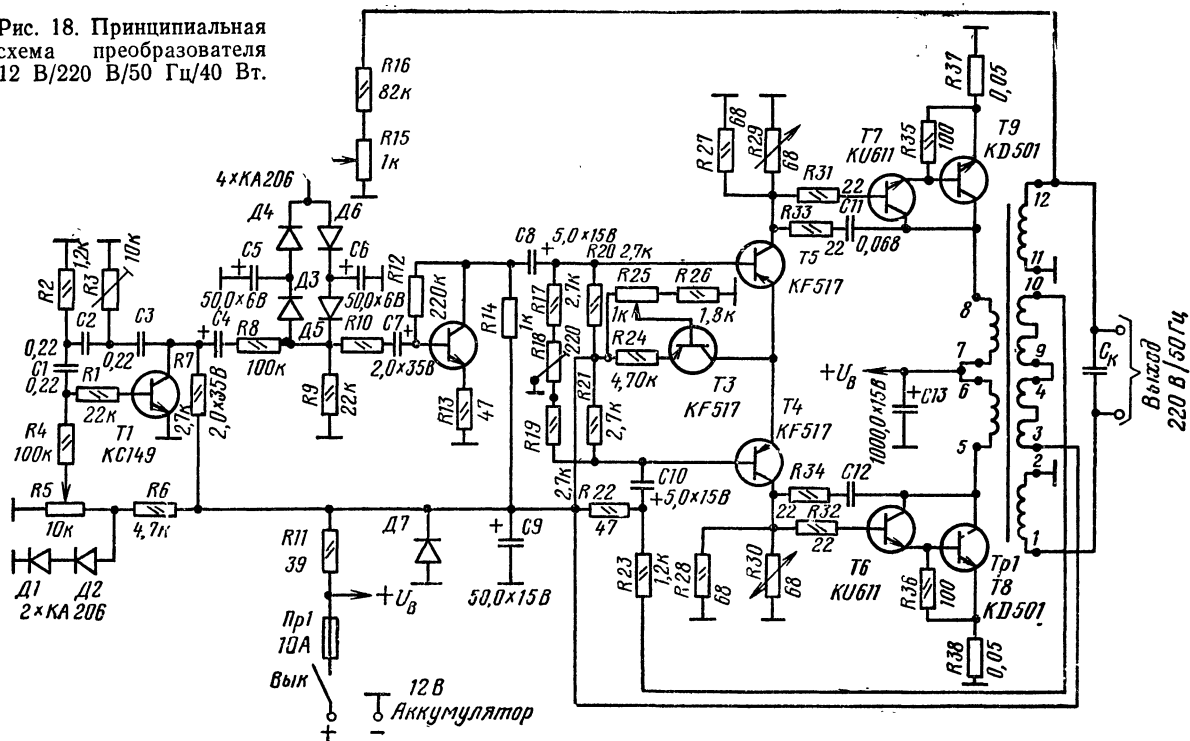 Рис. 18. Принципиальная
схема преобразователя
12 В/220 В/50 Гц/40 Вт.
R16
82к
R15
1к
4×КА206
Д4
Д6
C5
50,0×6В
Д3
C6
50,0×6В
Д5
R2
1,2к
R3
10к
C2
0,22
C3
0,22
C1
0,22
R1
22к
T1
КС149
R4
100к
R5
10к
R6
4,7к
Д1
Д2
2×КА206
R7
2,7к
C4
2,0×35В
R8
100к
R9
22к
R10
C7
2,0×35В
R12
220к
R13
47
R14
1к
C8
5,0×15В
R17
R18
220
R19
2,7к
R20 2,7к
2,7к
R21
2,7к
R25
1к
R26
1,8к
R24
4,70к
T3
KF517
T5
KF517
T4
KF517
C10
5,0×15В
R22
47
R23
1,2к
R11
39
+U_B
Пр1
10А
Вык
+
12 В
Аккумулятор
–
Д7
C9
50,0×15В
R27
68
R29
68
R31
22
R33
22
C11
0,068
T7
KU611
R35
100
T9
KD501
R37
0,05
R34
22
C12
R32
22
R28
68
R30
68
T6
KU611
R36
100
Тр1
T8
KD501
R38
0,05
+U_B
C13
1000,0×15В
8
7
6
5
12
11
10
9
4
3
2
1
C_к
Выход
220 В/50Гц